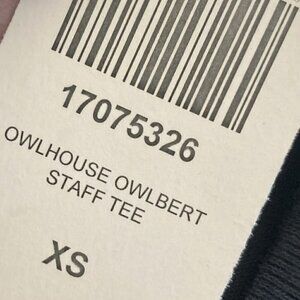 17075326
OWLHOUSE OWLBERT
STAFF TEE
XS